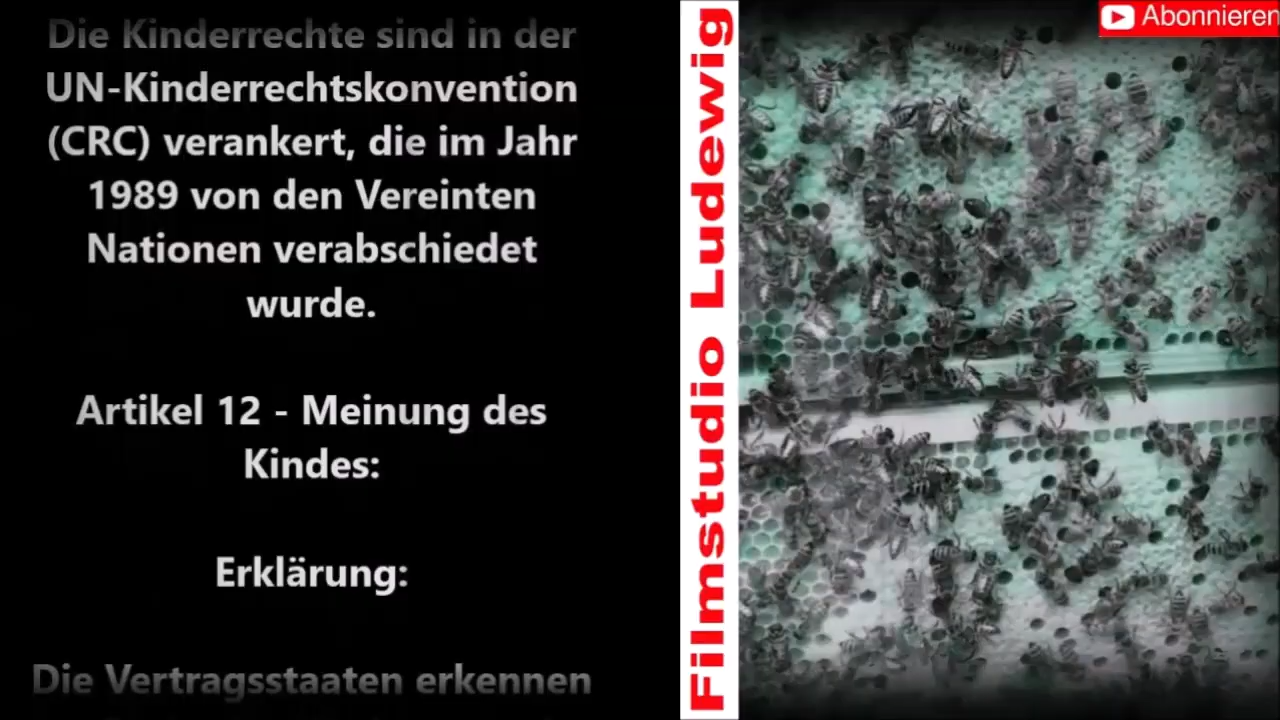 Die Kinderrechte sind in der
UN-Kinderrechtskonvention
(CRC) verankert, die im Jahr
1989 von den Vereinten
Nationen verabschiedet
wurde.
Artikel 12 - Meinung des
Kindes:
Erklärung:
Die Vertragsstaaten erkennen
Filmstudio Ludewig
Abonnieren